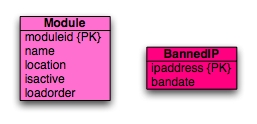 Module
moduleid {PK}
name
location
isactive
loadorder
BannedIP
ipaddress {PK}
bandate